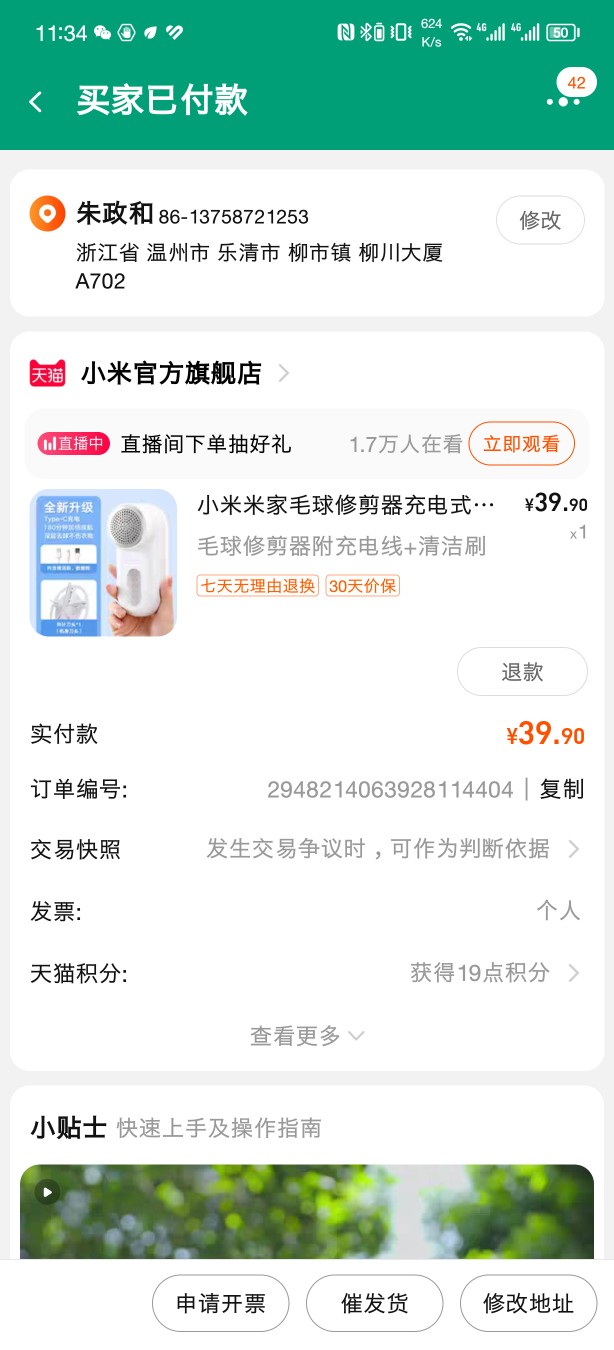 11:34
624
K/s
4G
4G
50
买家已付款
42
朱政和 86-13758721253
修改
浙江省 温州市 乐清市 柳市镇 柳川大厦
A702
天猫 小米官方旗舰店
直播中 直播间下单抽好礼 1.7万人在看 立即观看
全新升级
Type-C充电
小米米家毛球修剪器充电式… ¥39.90
毛球修剪器附充电线+清洁刷 ×1
七天无理由退换 30天价保
退款
实付款 ¥39.90
订单编号: 2948214063928114404 | 复制
交易快照 发生交易争议时，可作为判断依据
发票: 个人
天猫积分: 获得19点积分
查看更多
小贴士 快速上手及操作指南
申请开票 催发货 修改地址